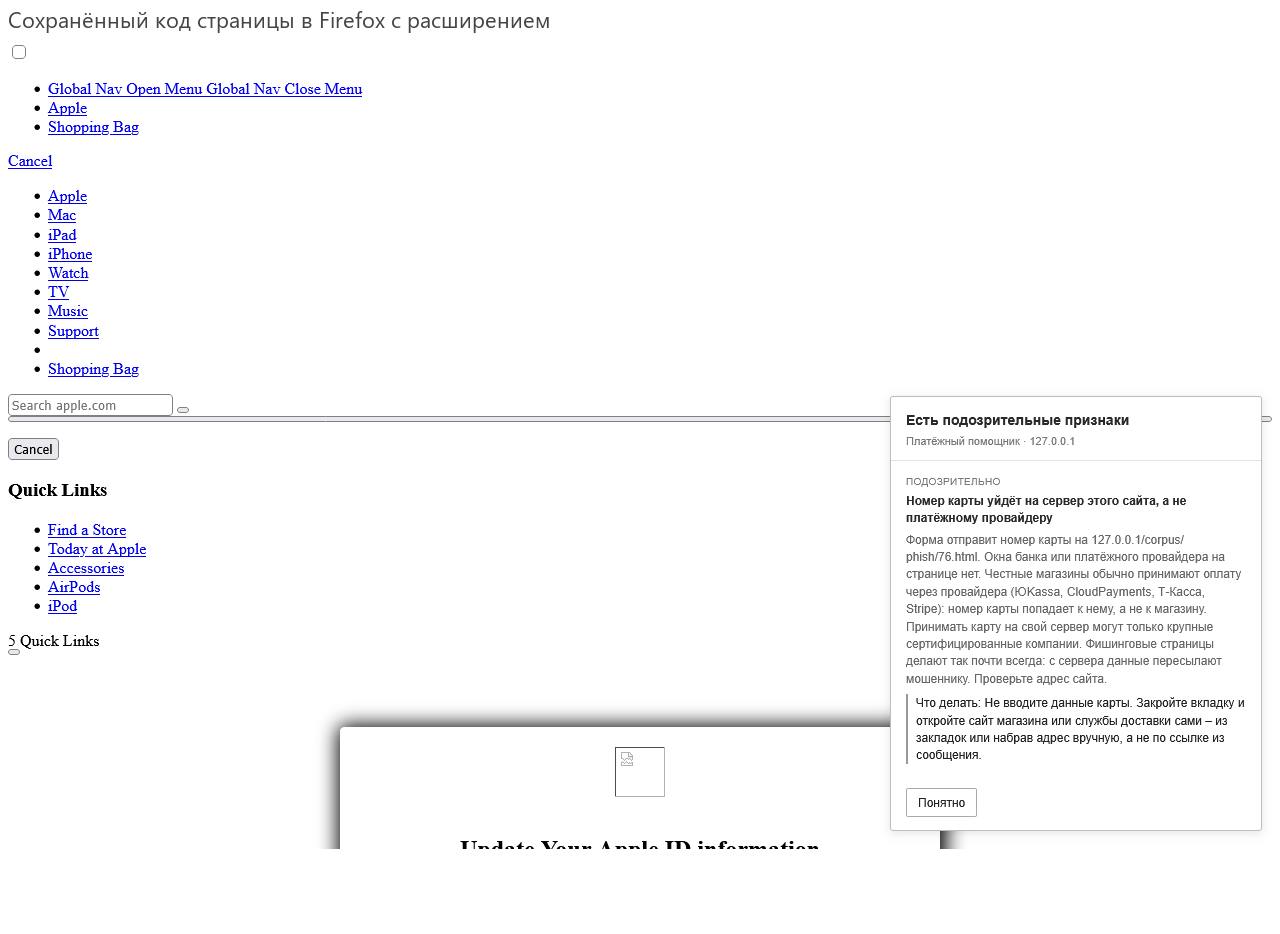 Сохранённый код страницы в Firefox с расширением
Global Nav Open Menu Global Nav Close Menu
Apple
Shopping Bag
Cancel
Apple
Mac
iPad
iPhone
Watch
TV
Music
Support
Shopping Bag
Search apple.com
Cancel
Quick Links
Find a Store
Today at Apple
Accessories
AirPods
iPod
5 Quick Links
Update Your Apple ID information
Есть подозрительные признаки
Платёжный помощник · 127.0.0.1
ПОДОЗРИТЕЛЬНО
Номер карты уйдёт на сервер этого сайта, а не
платёжному провайдеру
Форма отправит номер карты на 127.0.0.1/corpus/
phish/76.html. Окна банка или платёжного провайдера на
странице нет. Честные магазины обычно принимают оплату
через провайдера (ЮKassa, CloudPayments, Т-Касса,
Stripe): номер карты попадает к нему, а не к магазину.
Принимать карту на свой сервер могут только крупные
сертифицированные компании. Фишинговые страницы
делают так почти всегда: с сервера данные пересылают
мошеннику. Проверьте адрес сайта.
Что делать: Не вводите данные карты. Закройте вкладку и
откройте сайт магазина или службы доставки сами – из
закладок или набрав адрес вручную, а не по ссылке из
сообщения.
Понятно